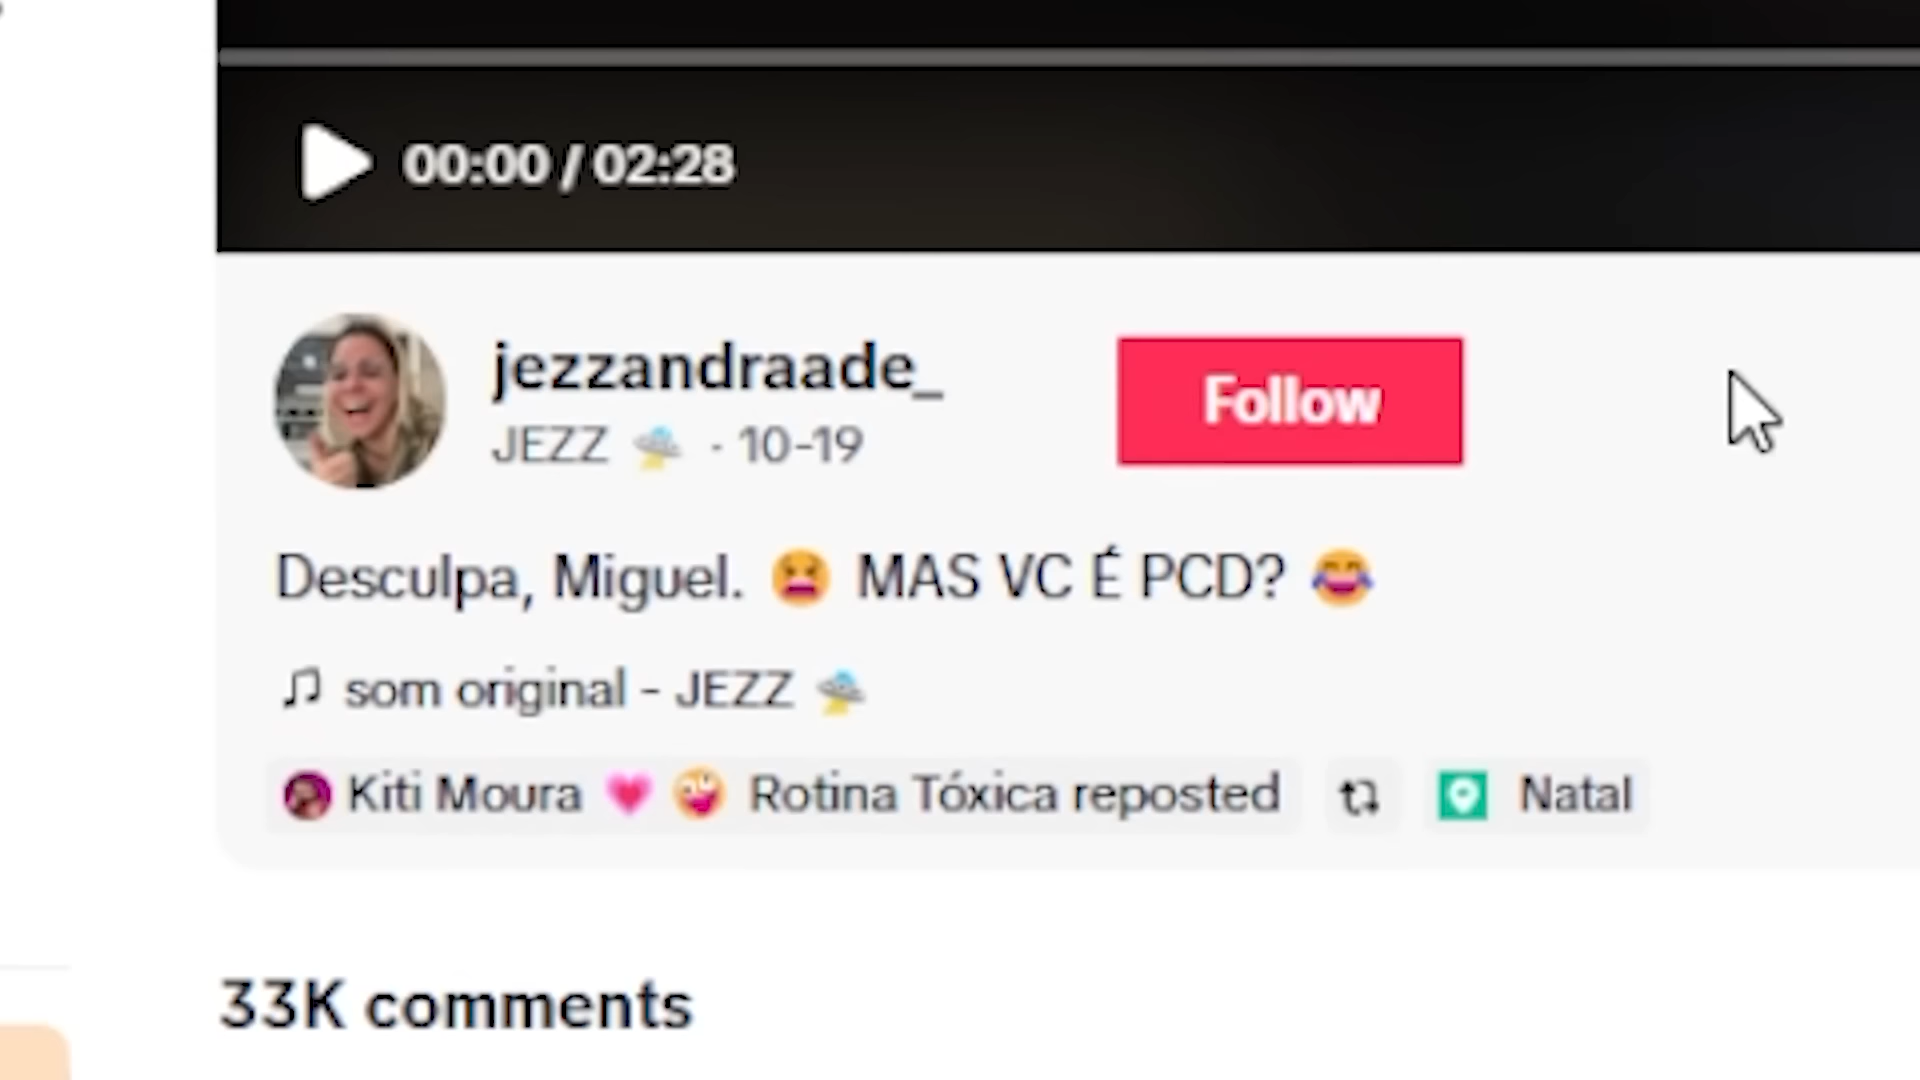 00:00 / 02:28
jezzandraade_
JEZZ 🛸 · 10-19
Follow
Desculpa, Miguel. 😫 MAS VC É PCD? 😂
♫ som original - JEZZ 🛸
Kiti Moura 💗 🤪 Rotina Tóxica reposted
Natal
33K comments